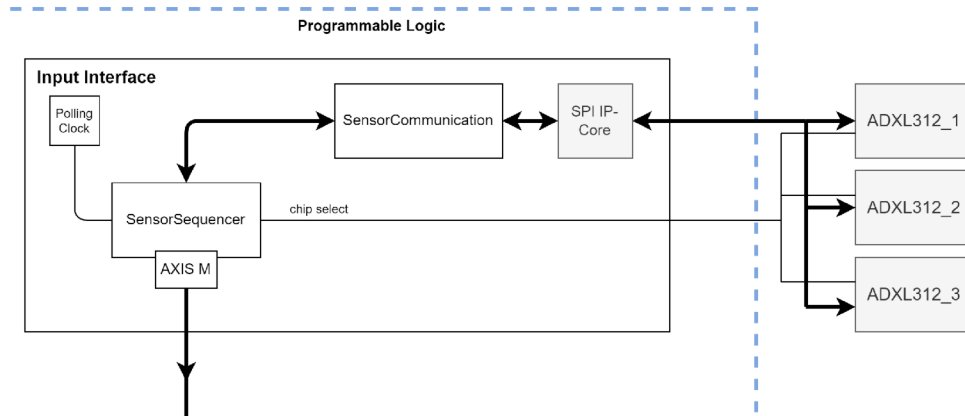 Programmable Logic
Input Interface
Polling
Clock
SensorCommunication
SPI IP-
Core
ADXL312_1
SensorSequencer
chip select
ADXL312_2
AXIS M
ADXL312_3